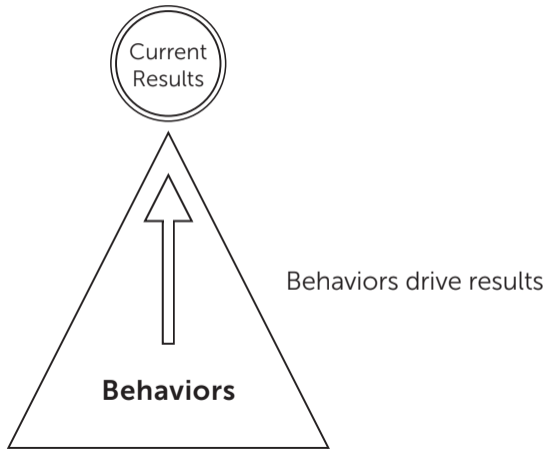 Current
Results
Behaviors drive results
Behaviors